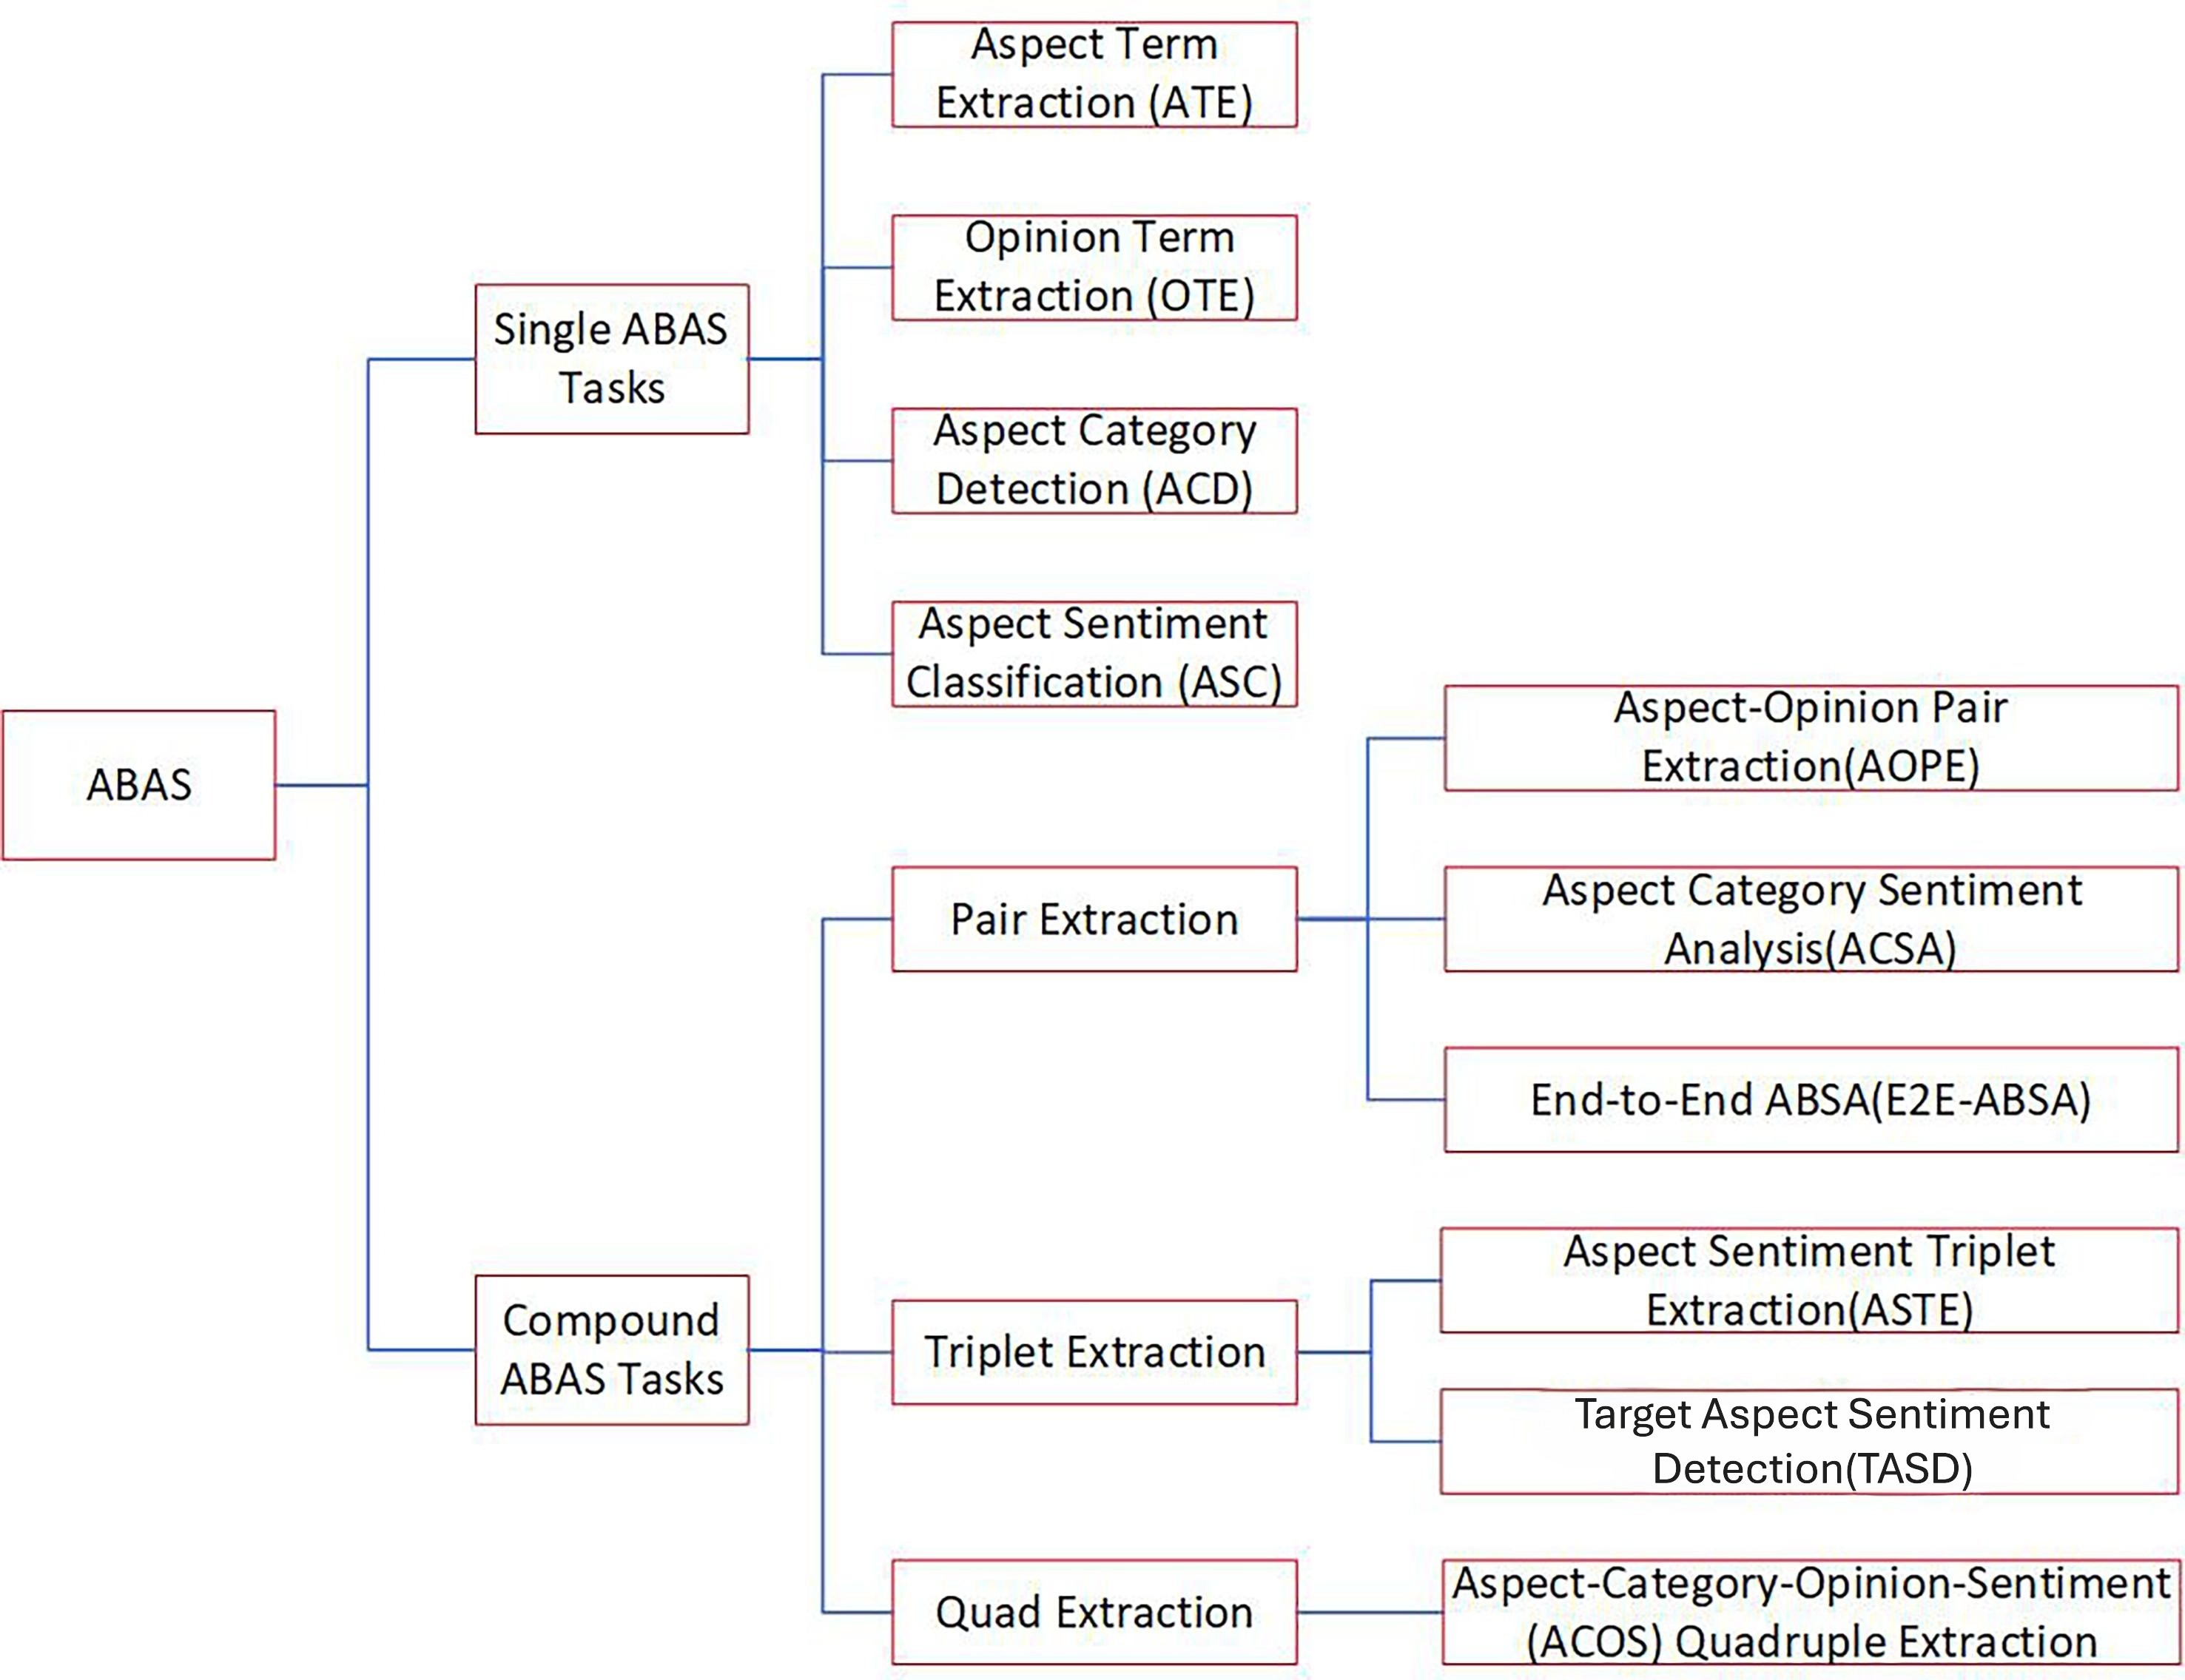 ABAS
Single ABAS
Tasks
Aspect Term
Extraction (ATE)
Opinion Term
Extraction (OTE)
Aspect Category
Detection (ACD)
Aspect Sentiment
Classification (ASC)
Compound
ABAS Tasks
Pair Extraction
Aspect-Opinion Pair
Extraction(AOPE)
Aspect Category Sentiment
Analysis(ACSA)
End-to-End ABSA(E2E-ABSA)
Triplet Extraction
Aspect Sentiment Triplet
Extraction(ASTE)
Target Aspect Sentiment
Detection(TASD)
Quad Extraction
Aspect-Category-Opinion-Sentiment
(ACOS) Quadruple Extraction